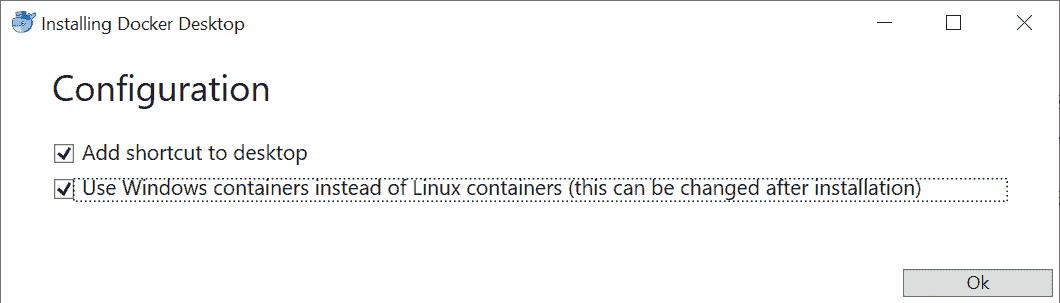 Installing Docker Desktop
Configuration
Add shortcut to desktop
Use Windows containers instead of Linux containers (this can be changed after installation)
Ok